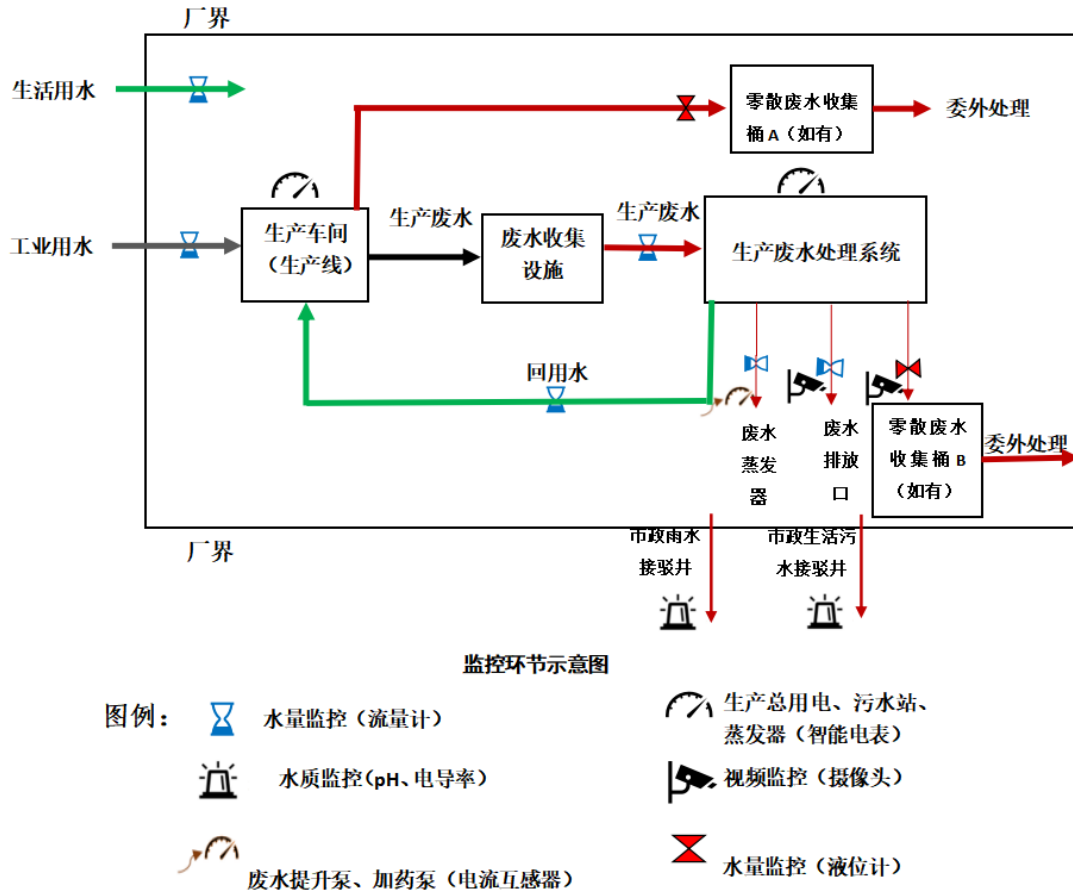 厂界
生活用水
零散废水收集
桶A（如有）
委外处理
工业用水
生产车间
（生产线）
生产废水
废水收集
设施
生产废水
生产废水处理系统
回用水
废水
蒸发
器
废水
排放
口
零散废水
收集桶B
（如有）
委外处理
厂界
市政雨水
接驳井
市政生活污
水接驳井
监控环节示意图
图例：
水量监控（流量计）
生产总用电、污水站、
蒸发器（智能电表）
水质监控(pH、电导率）
视频监控（摄像头）
废水提升泵、加药泵（电流互感器）
水量监控（液位计）